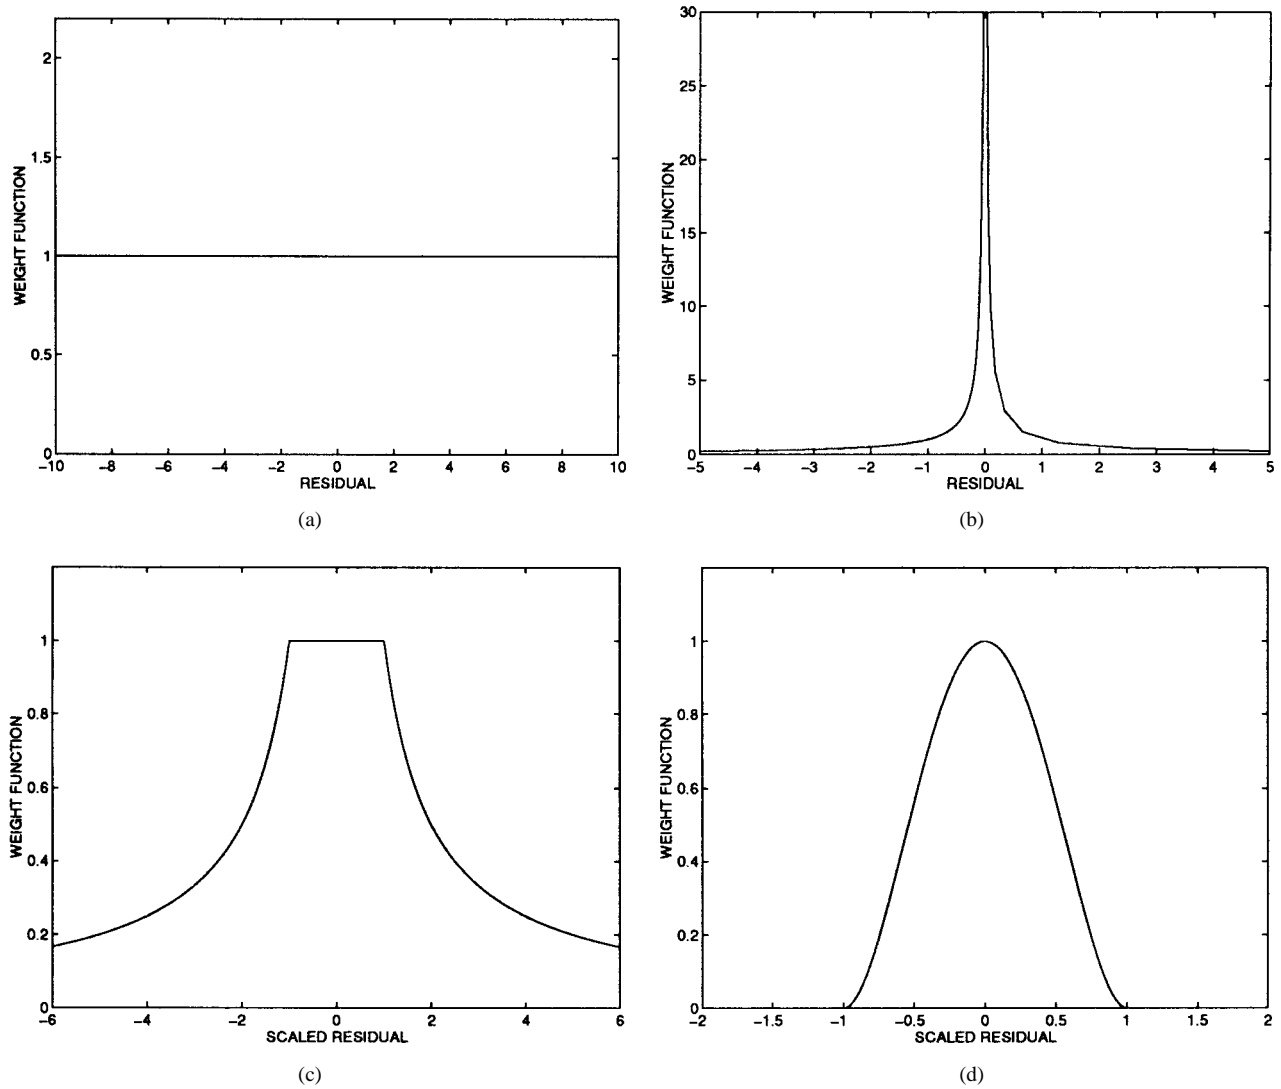 2
1.5
1
0.5
0
WEIGHT FUNCTION
−10 −8 −6 −4 −2 0 2 4 6 8 10
RESIDUAL
(a)
30
25
20
15
10
5
0
WEIGHT FUNCTION
−5 −4 −3 −2 −1 0 1 2 3 4 5
RESIDUAL
(b)
1
0.8
0.6
0.4
0.2
0
WEIGHT FUNCTION
−6 −4 −2 0 2 4 6
SCALED RESIDUAL
(c)
1
0.8
0.6
0.4
0.2
0
WEIGHT FUNCTION
−2 −1.5 −1 −0.5 0 0.5 1 1.5 2
SCALED RESIDUAL
(d)